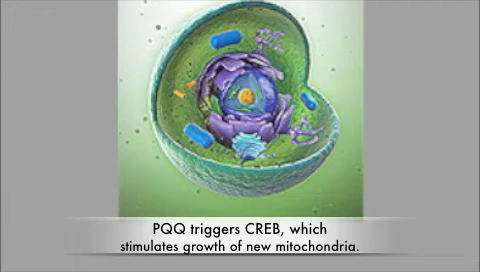 PQQ triggers CREB, which
stimulates growth of new mitochondria.